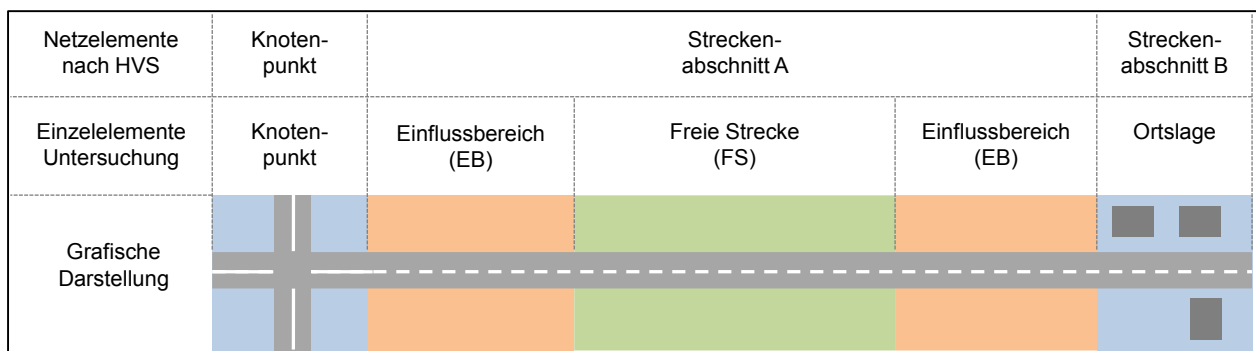 Netzelemente
nach HVS
Knoten-
punkt
Strecken-
abschnitt A
Strecken-
abschnitt B
Einzelelemente
Untersuchung
Knoten-
punkt
Einflussbereich
(EB)
Freie Strecke
(FS)
Einflussbereich
(EB)
Ortslage
Grafische
Darstellung